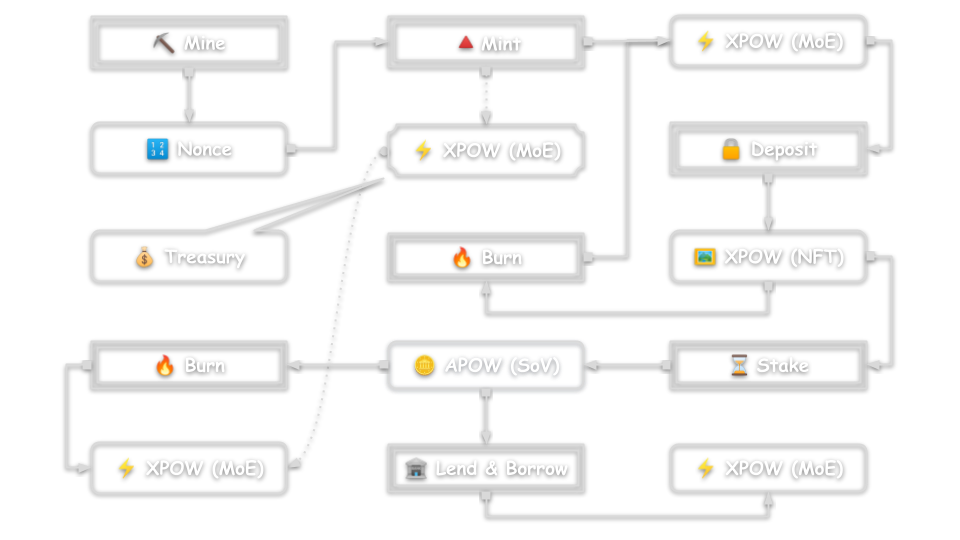 ⛏️ Mine
🔺 Mint
⚡ XPOW (MoE)
🔢 Nonce
⚡ XPOW (MoE)
🔒 Deposit
💰 Treasury
🔥 Burn
🖼️ XPOW (NFT)
🔥 Burn
🪙 APOW (SoV)
⏳ Stake
⚡ XPOW (MoE)
🏦 Lend & Borrow
⚡ XPOW (MoE)